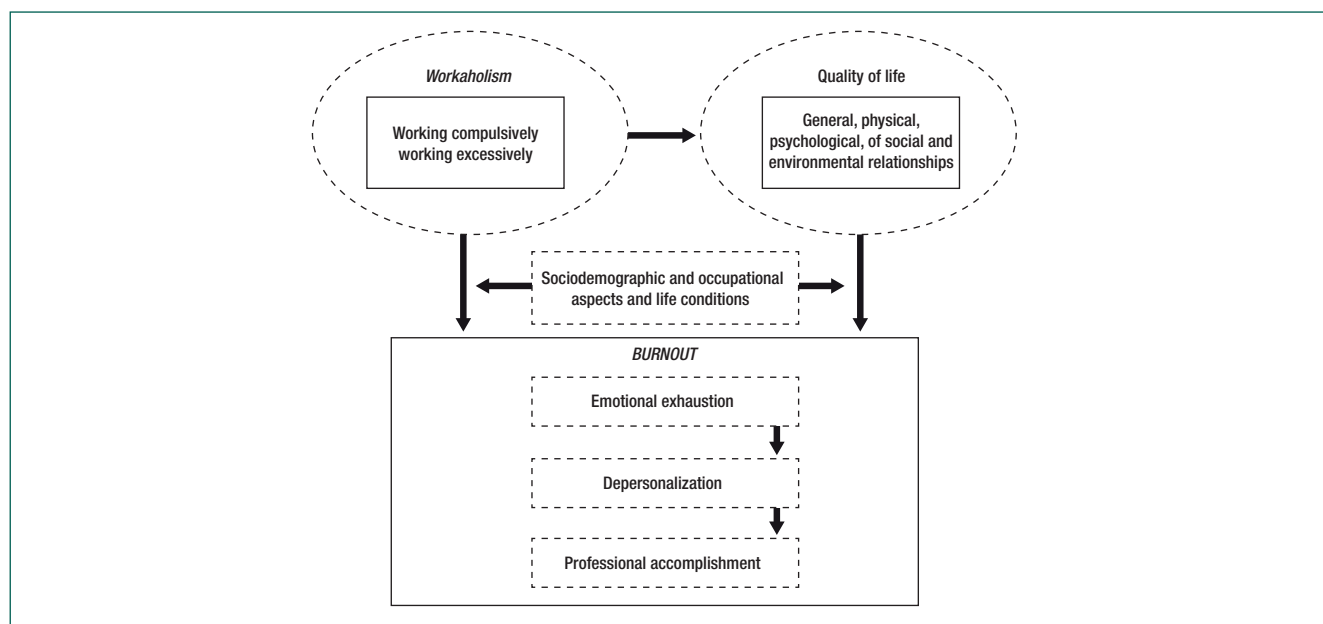 Workaholism
Working compulsively
working excessively
Quality of life
General, physical,
psychological, of social and
environmental relationships
Sociodemographic and occupational
aspects and life conditions
BURNOUT
Emotional exhaustion
Depersonalization
Professional accomplishment